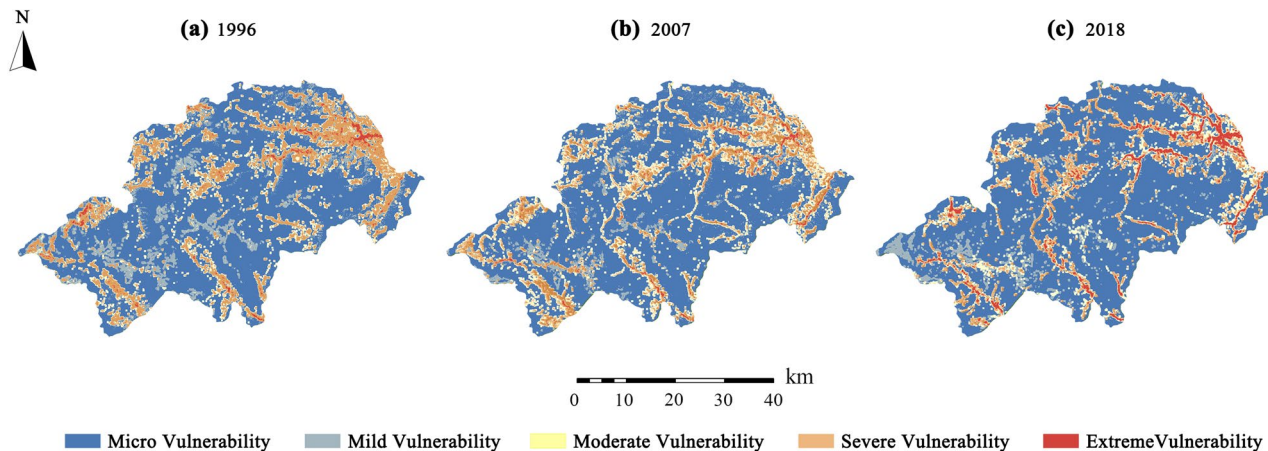 N
(a) 1996
(b) 2007
(c) 2018
km
0 10 20 30 40
Micro Vulnerability
Mild Vulnerability
Moderate Vulnerability
Severe Vulnerability
ExtremeVulnerability